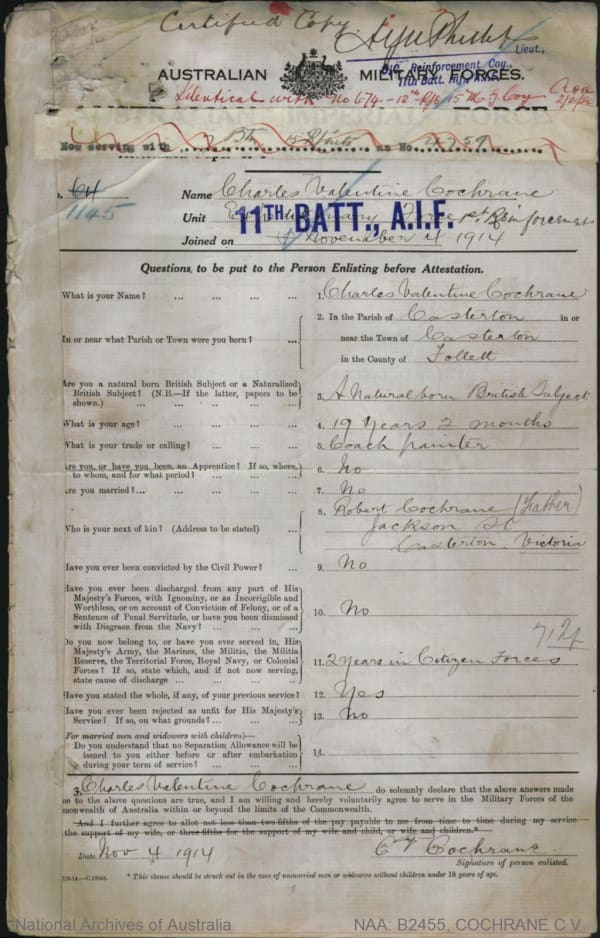 Certified Copy
Lieut.,
Reinforcement Coy.,
11th Batt.
AUSTRALIAN MILITARY FORCES.
Identical with No 674 - 12th
AUSTRALIAN IMPERIAL FORCE
Now serving with as No.
64
1145
Name Charles Valentine Cochrane
Unit Force Reinforcements
11TH BATT., A.I.F.
Joined on November 4 1914
Questions, to be put to the Person Enlisting before Attestation.
What is your Name? ... ... ... ... 1. Charles Valentine Cochrane
In or near what Parish or Town were you born? ... 2. In the Parish of Casterton in or
near the Town of Casterton
in the County of Follett
Are you a natural born British Subject or a Naturalized
British Subject? (N.B.—If the latter, papers to be
shown.) ... ... ... ... 3. A Natural born British Subject
What is your age? ... ... ... ... 4. 19 Years 2 months
What is your trade or calling? ... ... ... 5. Coach painter
Are you, or have you been, an Apprentice? If so, where,
to whom, and for what period? ... ... ... 6. No
Are you married?... ... ... ... ... 7. No
Who is your next of kin? (Address to be stated) ... 8. Robert Cochrane (Father)
Jackson St
Casterton Victoria
Have you ever been convicted by the Civil Power? ... 9. No
Have you ever been discharged from any part of His
Majesty's Forces, with Ignominy, or as Incorrigible and
Worthless, or on account of Conviction of Felony, or of a
Sentence of Penal Servitude, or have you been dismissed
with Disgrace from the Navy? ... ... ... 10. No
Do you now belong to, or have you ever served in, His
Majesty's Army, the Marines, the Militia, the Militia
Reserve, the Territorial Force, Royal Navy, or Colonial
Forces? If so, state which, and if not now serving,
state cause of discharge ... ... ... ... 11. 2 Years in Citizen Forces
Have you stated the whole, if any, of your previous service? 12. Yes
Have you ever been rejected as unfit for His Majesty's
Service? If so, on what grounds? ... ... ... 13. No
(For married men and widowers with children)—
Do you understand that no Separation Allowance will be
issued to you either before or after embarkation
during your term of service? ... ... ... 14.
3. Charles Valentine Cochrane do solemnly declare that the above answers made
me to the above questions are true, and I am willing and hereby voluntarily agree to serve in the Military Forces of the
monwealth of Australia within or beyond the limits of the Commonwealth.
And I further agree to allot not less than two-fifths of the pay payable to me from time to time during my service
the support of my wife, or three-fifths for the support of my wife and child, or wife and children.*
Date Nov 4 1914 C V Cochrane
Signature of person enlisted.
* This clause should be struck out in the case of unmarried men or widowers without children under 18 years of age.
National Archives of Australia NAA: B2455, COCHRANE C V